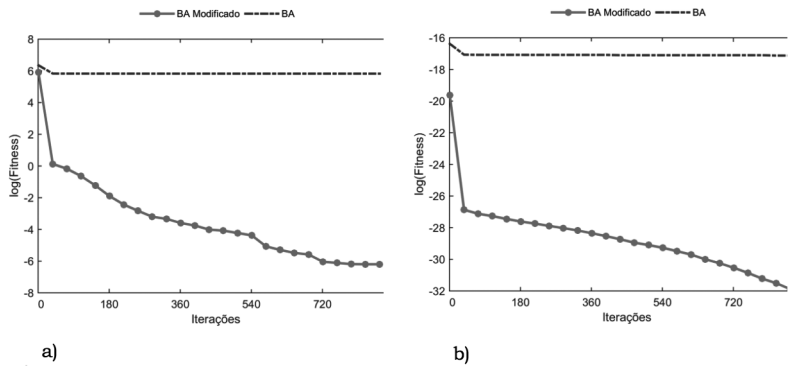 BA Modificado BA
8
6
4
2
0
-2
-4
-6
-8
log(Fitness)
0 180 360 540 720
Iterações
a)
BA Modificado BA
-16
-18
-20
-22
-24
-26
-28
-30
-32
log(Fitness)
0 180 360 540 720
Iterações
b)